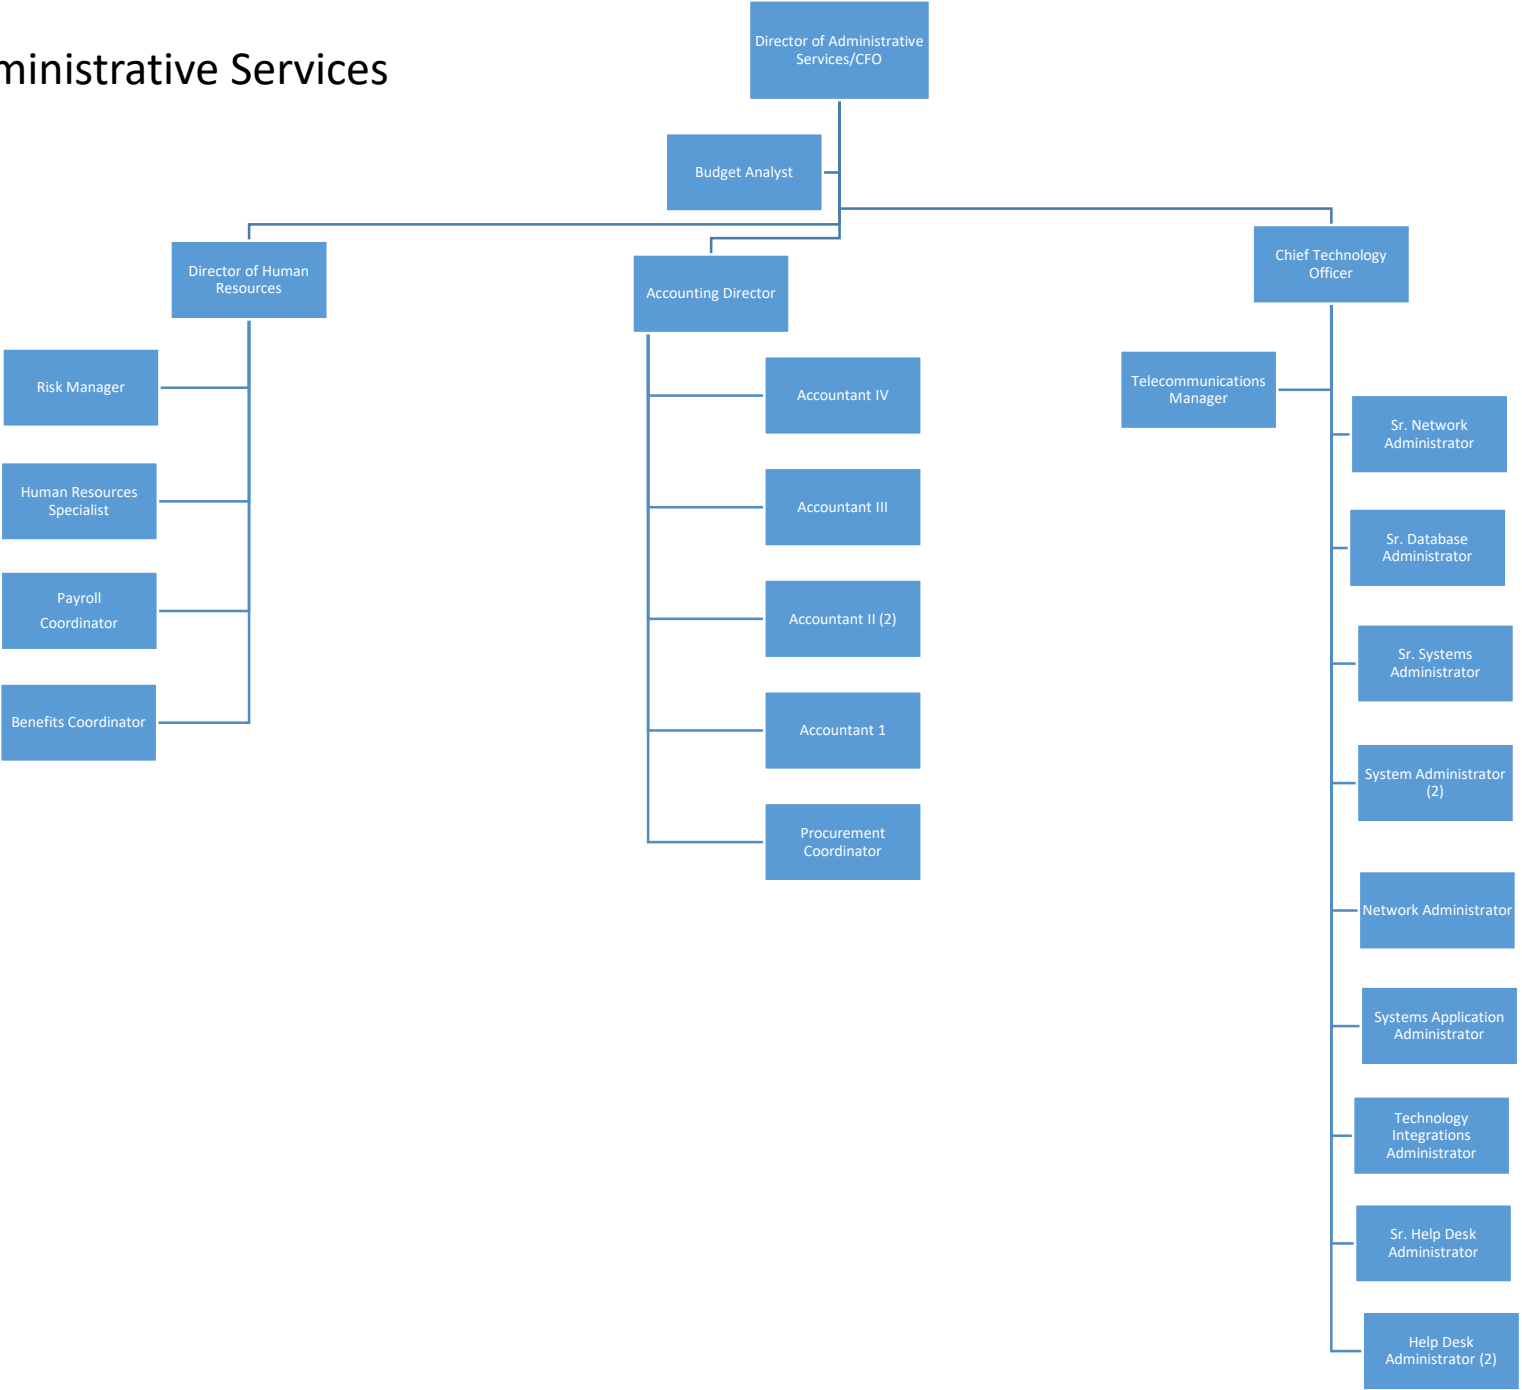 ministrative Services
Director of Administrative
Services/CFO
Budget Analyst
Director of Human
Resources
Accounting Director
Chief Technology
Officer
Risk Manager
Human Resources
Specialist
Payroll
Coordinator
Benefits Coordinator
Accountant IV
Accountant III
Accountant II (2)
Accountant 1
Procurement
Coordinator
Telecommunications
Manager
Sr. Network
Administrator
Sr. Database
Administrator
Sr. Systems
Administrator
System Administrator
(2)
Network Administrator
Systems Application
Administrator
Technology
Integrations
Administrator
Sr. Help Desk
Administrator
Help Desk
Administrator (2)